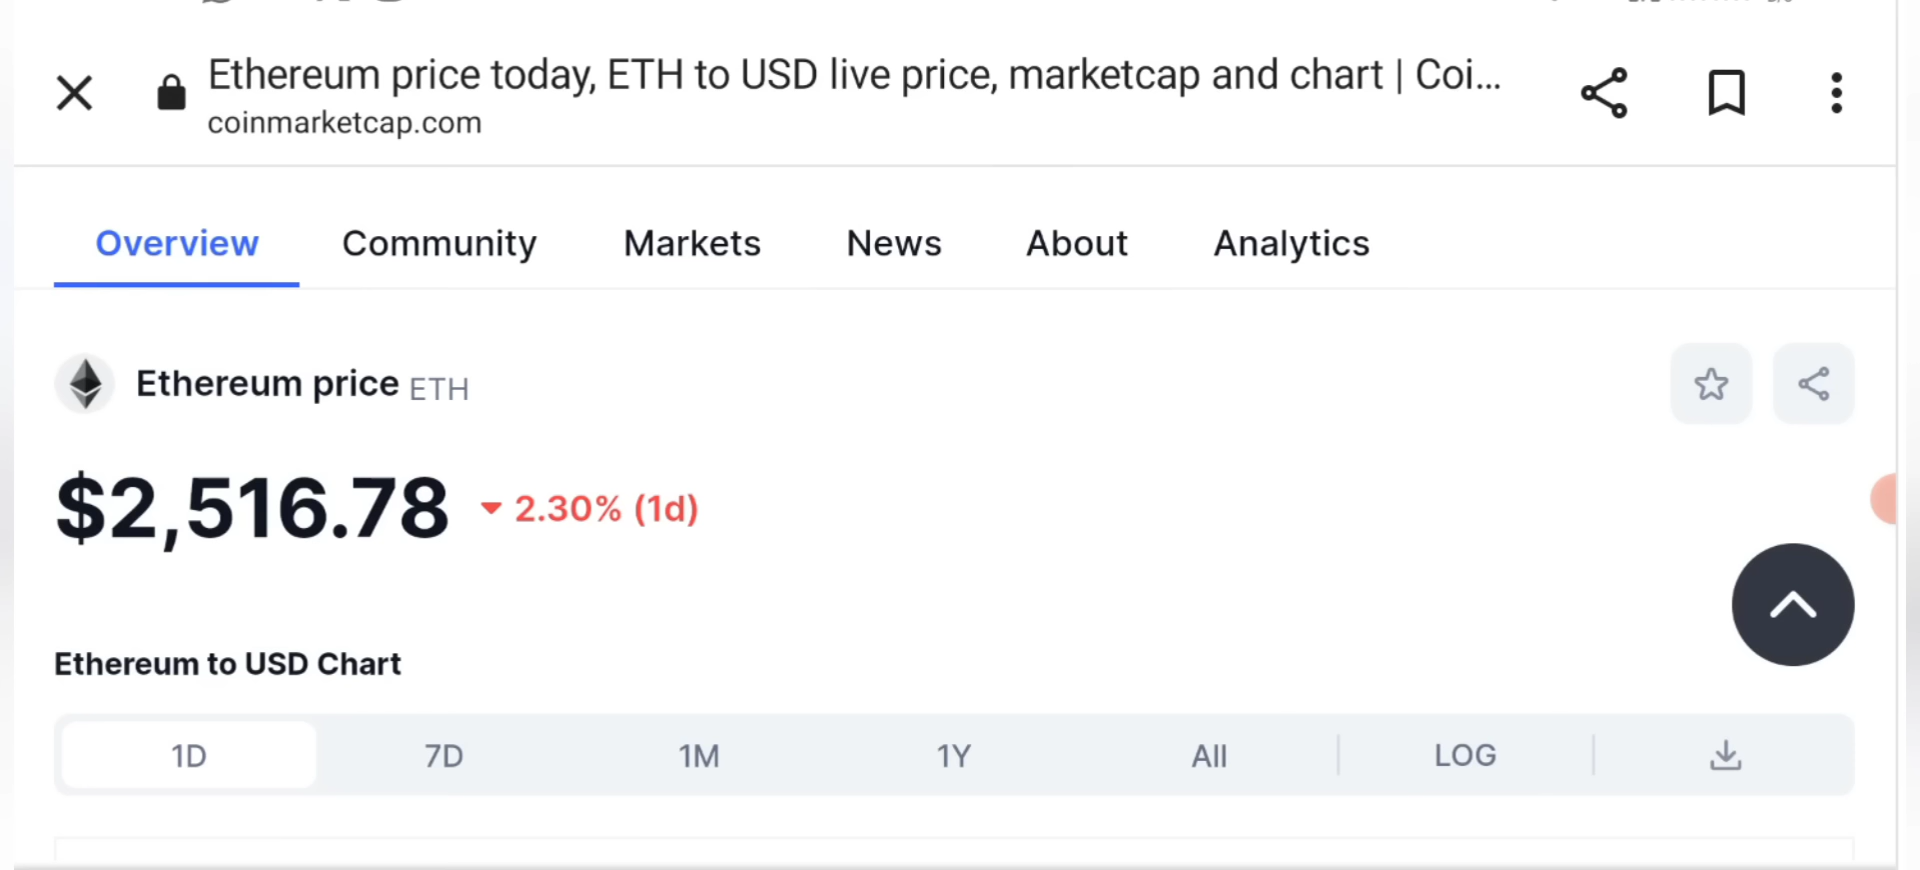 Ethereum price today, ETH to USD live price, marketcap and chart | Coi...
coinmarketcap.com
Overview Community Markets News About Analytics
Ethereum price ETH
$2,516.78 2.30% (1d)
Ethereum to USD Chart
1D 7D 1M 1Y All LOG